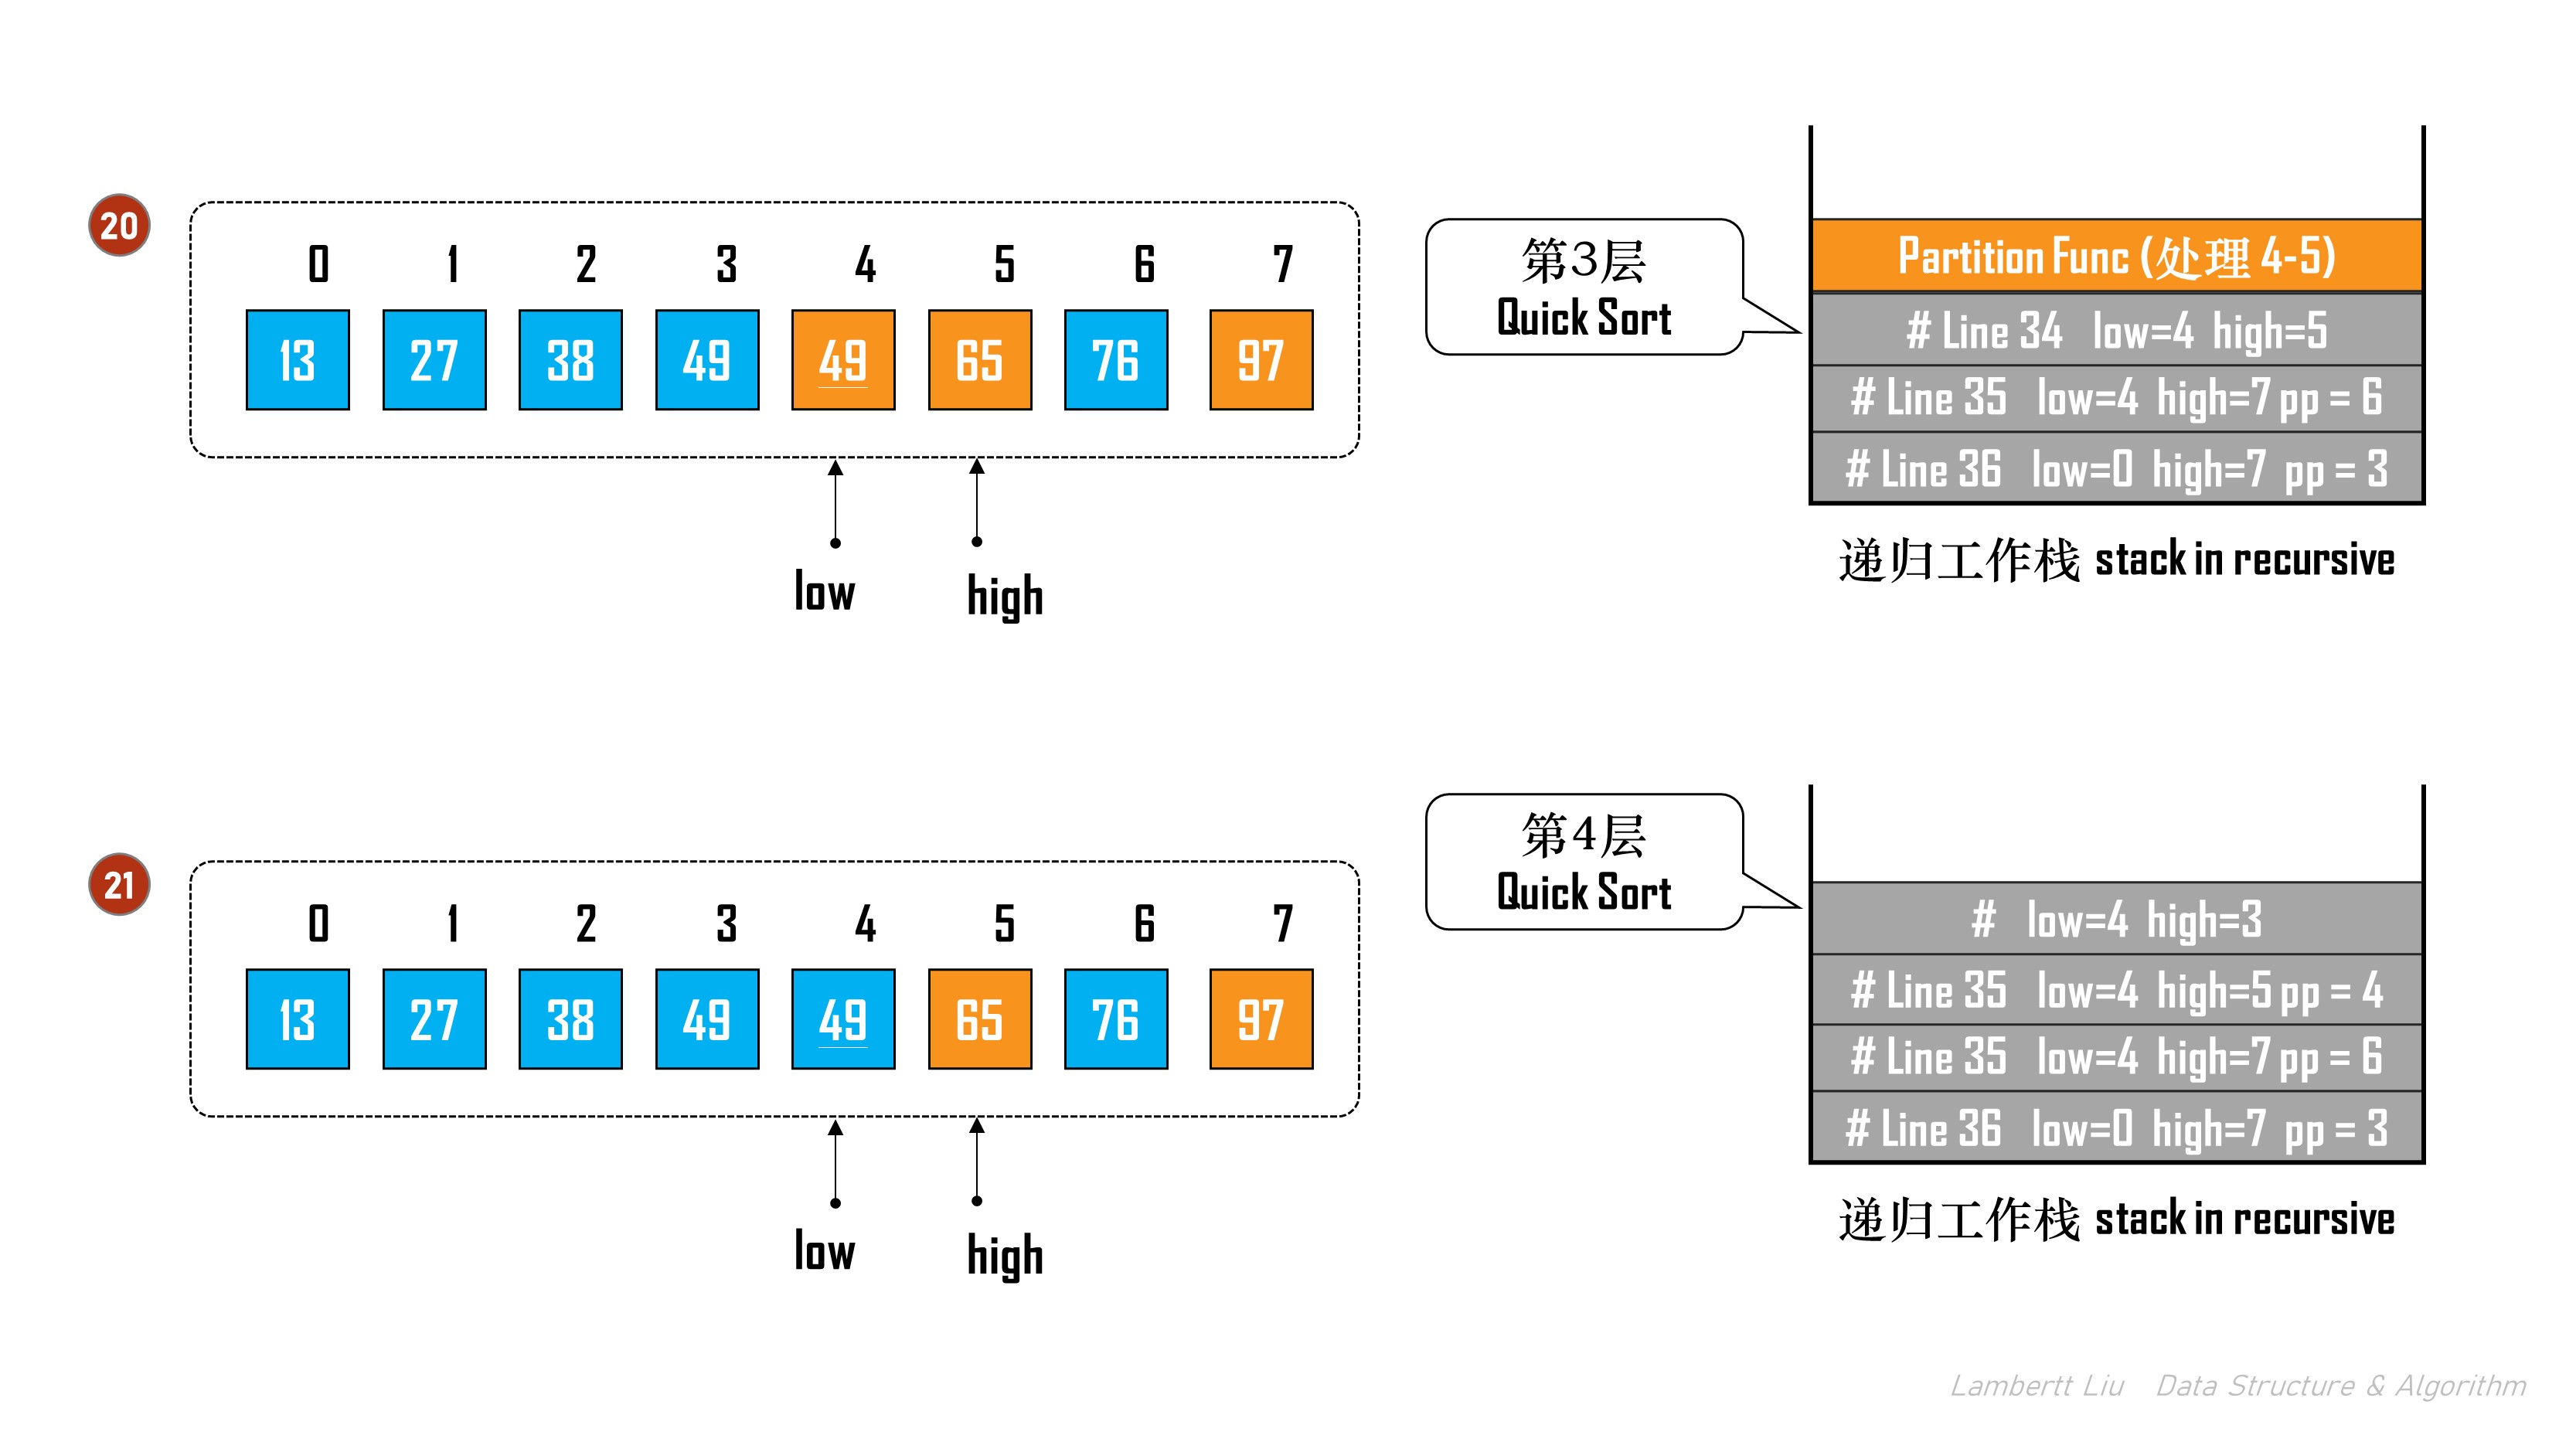 20
0 1 2 3 4 5 6 7
13 27 38 49 49 65 76 97
low high
第3层
Quick Sort
Partition Func (处理 4-5)
# Line 34 low=4 high=5
# Line 35 low=4 high=7 pp = 6
# Line 36 low=0 high=7 pp = 3
递归工作栈 stack in recursive
21
0 1 2 3 4 5 6 7
13 27 38 49 49 65 76 97
low high
第4层
Quick Sort
# low=4 high=3
# Line 35 low=4 high=5 pp = 4
# Line 35 low=4 high=7 pp = 6
# Line 36 low=0 high=7 pp = 3
递归工作栈 stack in recursive
Lambertt Liu Data Structure & Algorithm